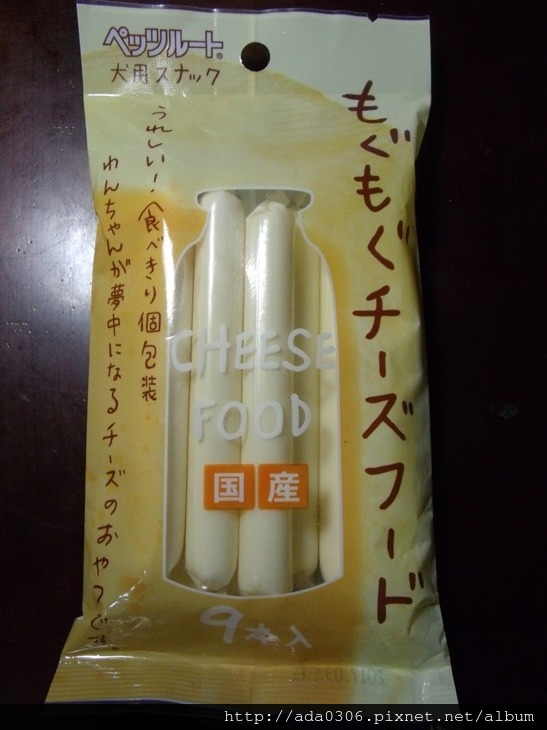 ペッツルート®
犬用スナック
もぐもぐチーズフード
うれしい！食べきり個包装
わんちゃんが夢中になるチーズのおやつです。
CHEESE
FOOD
国産
9本入
http://ada0306.pixnet.net/album